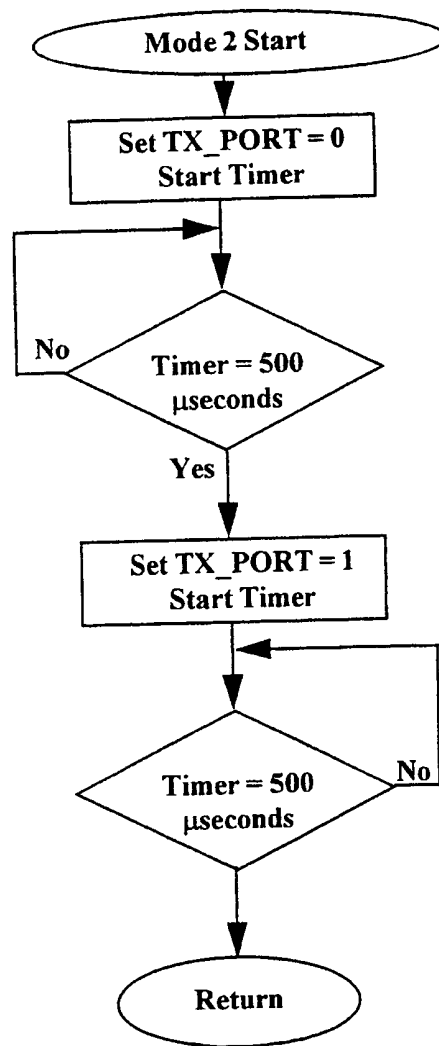 Mode 2 Start
Set TX_PORT = 0
Start Timer
No
Timer = 500
µseconds
Yes
Set TX_PORT = 1
Start Timer
Timer = 500
µseconds
No
Return